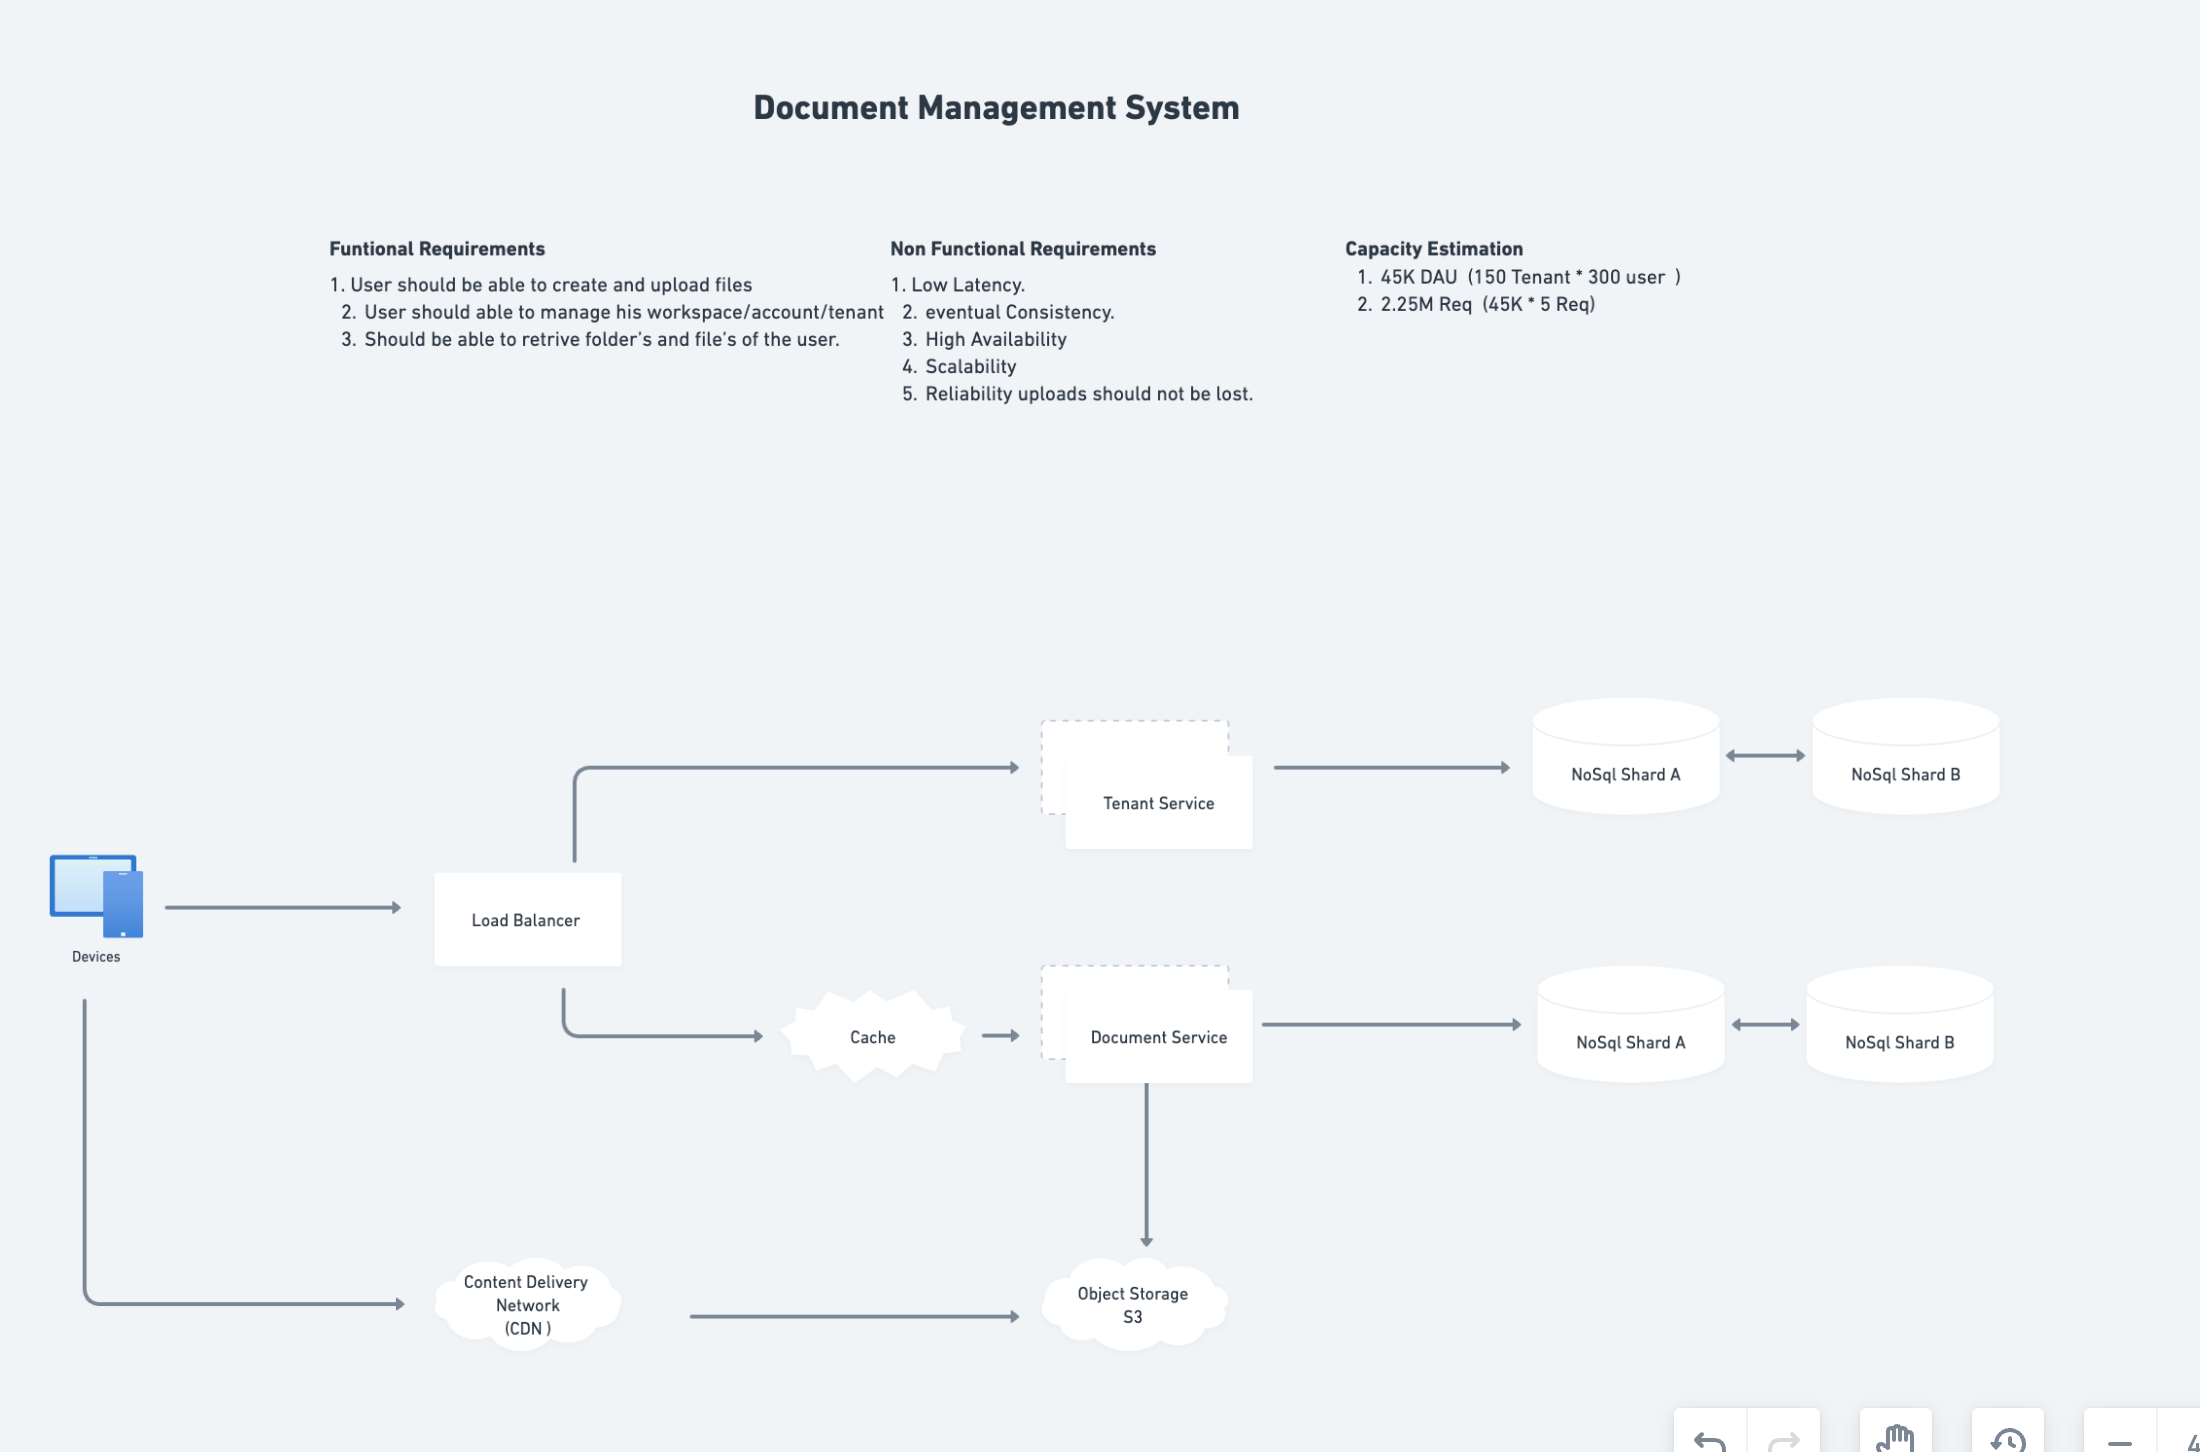 Document Management System
Funtional Requirements
1. User should be able to create and upload files
2. User should able to manage his workspace/account/tenant
3. Should be able to retrive folder's and file's of the user.
Non Functional Requirements
1. Low Latency.
2. eventual Consistency.
3. High Availability
4. Scalability
5. Reliability uploads should not be lost.
Capacity Estimation
1. 45K DAU (150 Tenant * 300 user )
2. 2.25M Req (45K * 5 Req)
Tenant Service
NoSql Shard A
NoSql Shard B
Load Balancer
Devices
Cache
Document Service
NoSql Shard A
NoSql Shard B
Content Delivery
Network
(CDN )
Object Storage
S3